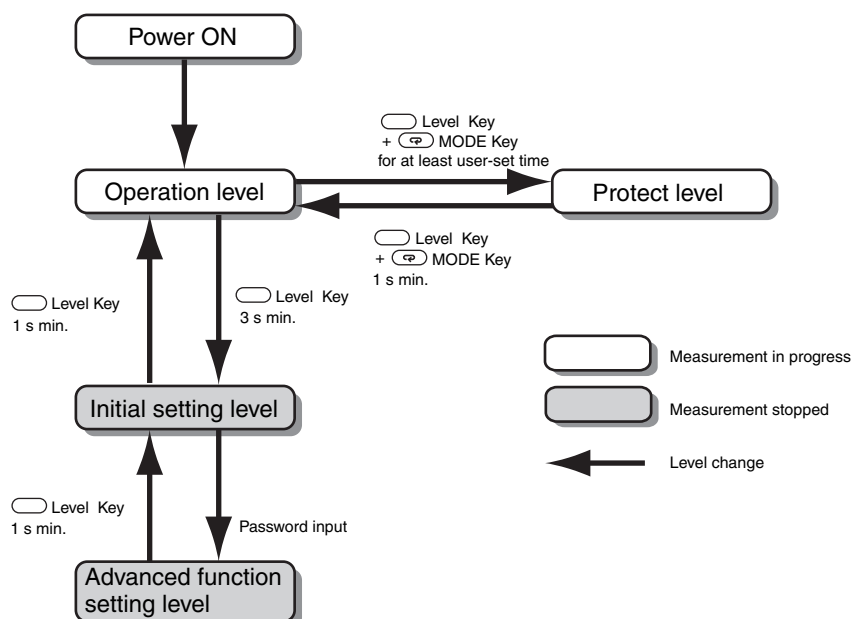 Power ON
Level Key
+ MODE Key
for at least user-set time
Operation level
Protect level
Level Key
+ MODE Key
1 s min.
Level Key
1 s min.
Level Key
3 s min.
Measurement in progress
Initial setting level
Measurement stopped
Level change
Level Key
1 s min.
Password input
Advanced function
setting level